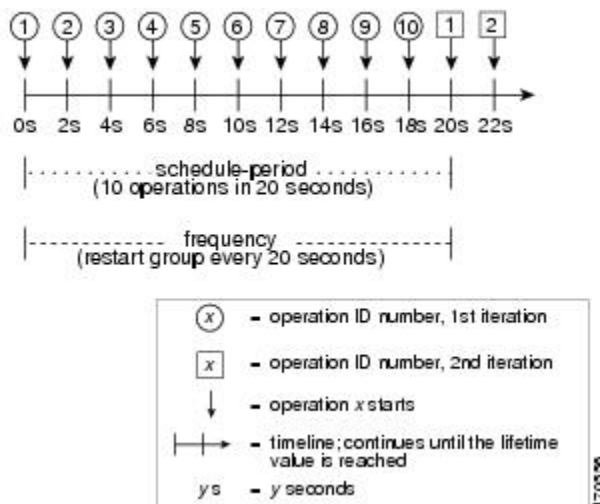 1 2 3 4 5 6 7 8 9 10 1 2
0s 2s 4s 6s 8s 10s 12s 14s 16s 18s 20s 22s
schedule-period
(10 operations in 20 seconds)
frequency
(restart group every 20 seconds)
x = operation ID number, 1st iteration
x = operation ID number, 2nd iteration
= operation x starts
= timeline; continues until the lifetime
value is reached
y s = y seconds